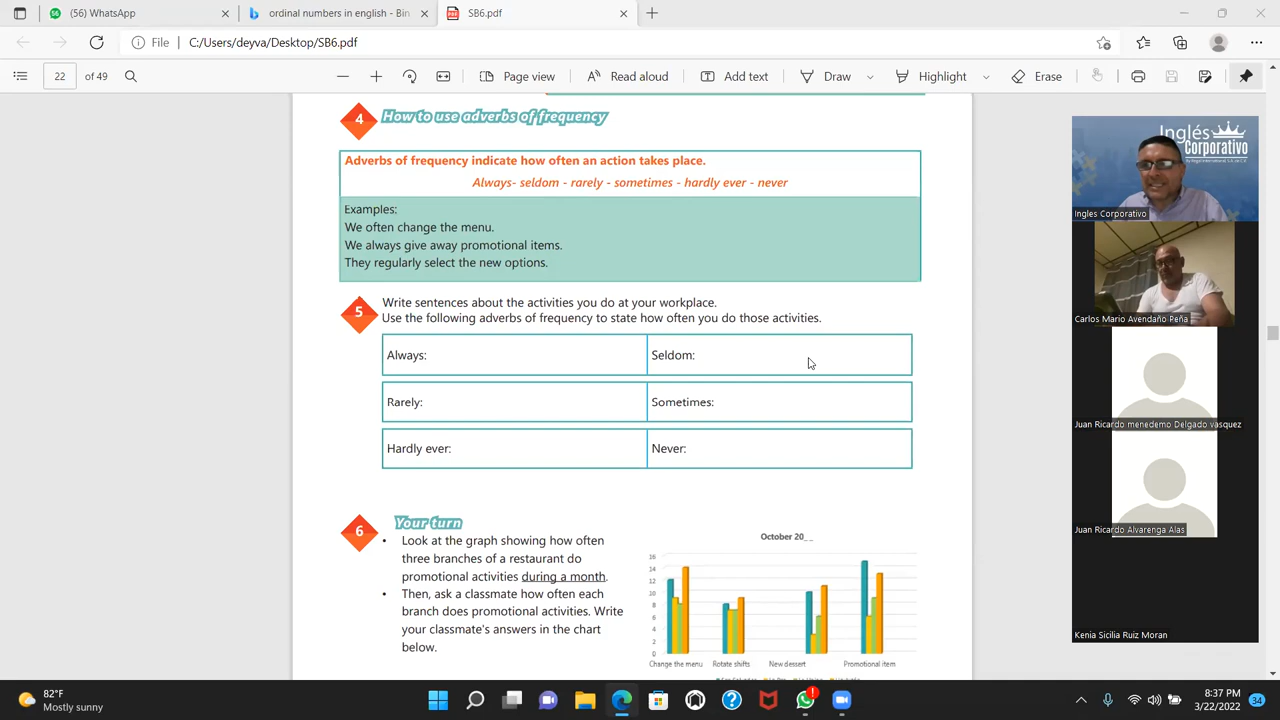 (56) WhatsApp
ordinal numbers in english - Bin
SB6.pdf
File C:/Users/deyva/Desktop/SB6.pdf
22 of 49
Page view
Read aloud
Add text
Draw
Highlight
Erase
4 How to use adverbs of frequency
Adverbs of frequency indicate how often an action takes place.
Always- seldom - rarely - sometimes - hardly ever - never
Examples:
We often change the menu.
We always give away promotional items.
They regularly select the new options.
5 Write sentences about the activities you do at your workplace.
Use the following adverbs of frequency to state how often you do those activities.
Always: Seldom:
Rarely: Sometimes:
Hardly ever: Never:
6 Your turn
• Look at the graph showing how often
three branches of a restaurant do
promotional activities during a month.
• Then, ask a classmate how often each
branch does promotional activities. Write
your classmate's answers in the chart
below.
October 20__
16
14
12
10
8
6
4
2
0
Change the menu Rotate shifts New dessert Promotional item
Inglés
Corporativo
Ingles Corporativo
Carlos Mario Avendaño Peña
Juan Ricardo menedemo Delgado vasquez
Juan Ricardo Alvarenga Alas
Kenia Sicilia Ruiz Moran
82°F
Mostly sunny
8:37 PM
3/22/2022
34